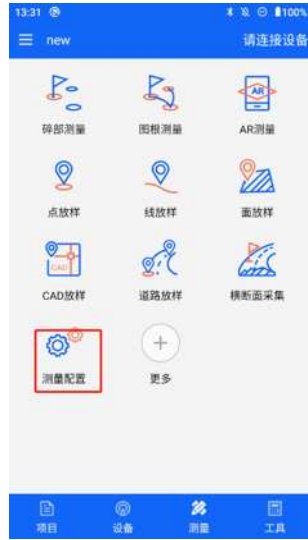 13:31 100%
new 请连接设备
碎部测量 图根测量 AR测量
AR
点放样 线放样 面放样
CAD
CAD放样 道路放样 横断面采集
测量配置 更多
项目 设备 测量 工具